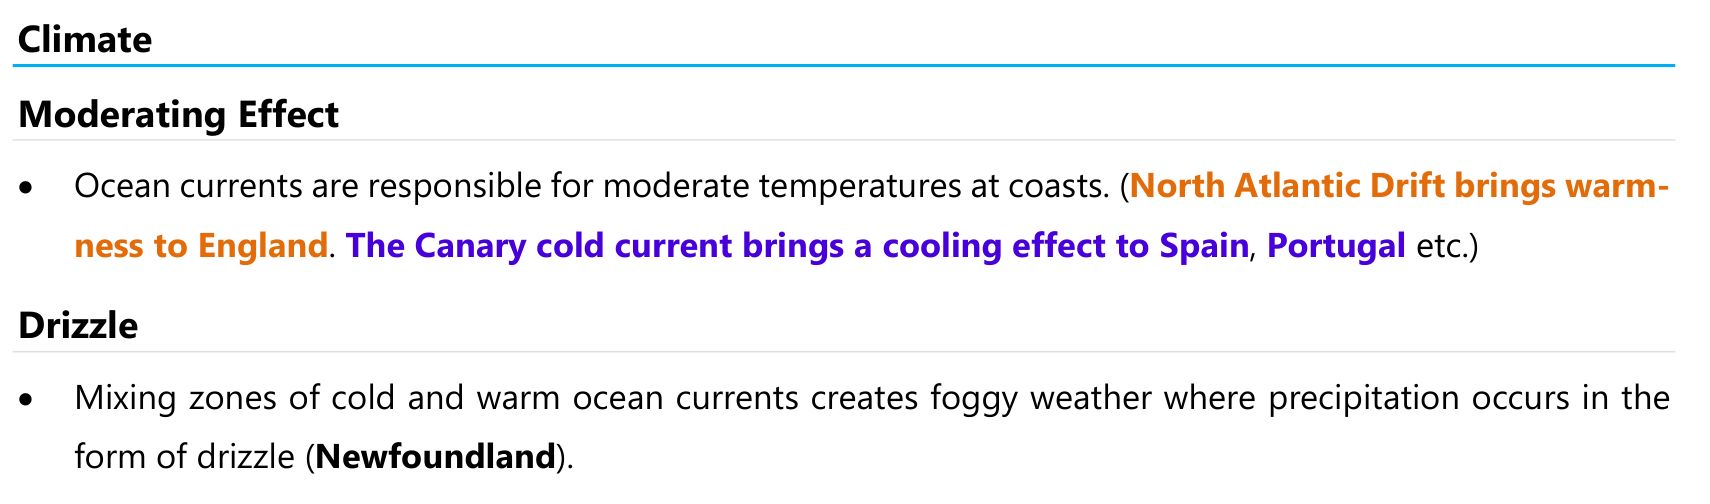 Climate
Moderating Effect
• Ocean currents are responsible for moderate temperatures at coasts. (North Atlantic Drift brings warm-
ness to England. The Canary cold current brings a cooling effect to Spain, Portugal etc.)
Drizzle
• Mixing zones of cold and warm ocean currents creates foggy weather where precipitation occurs in the
form of drizzle (Newfoundland).